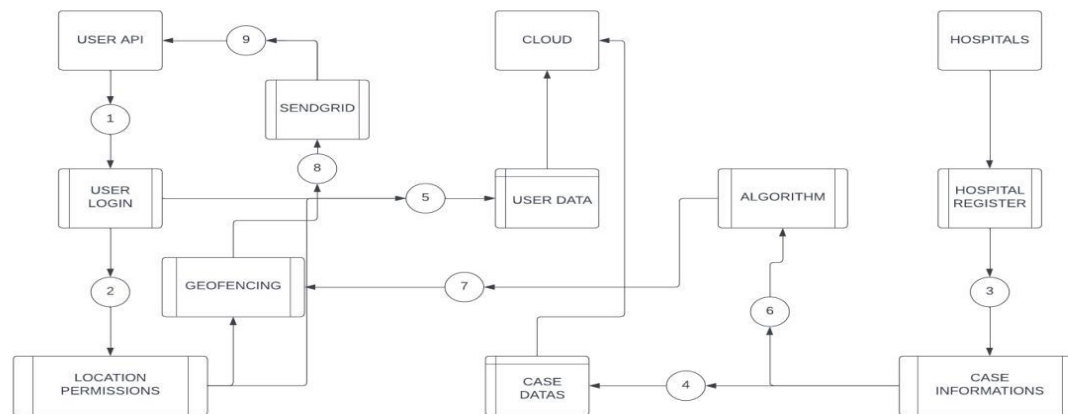 USER API
9
CLOUD
HOSPITALS
SENDGRID
1
8
USER
LOGIN
5
USER DATA
ALGORITHM
HOSPITAL
REGISTER
2
GEOFENCING
7
6
3
LOCATION
PERMISSIONS
CASE
DATAS
4
CASE
INFORMATIONS